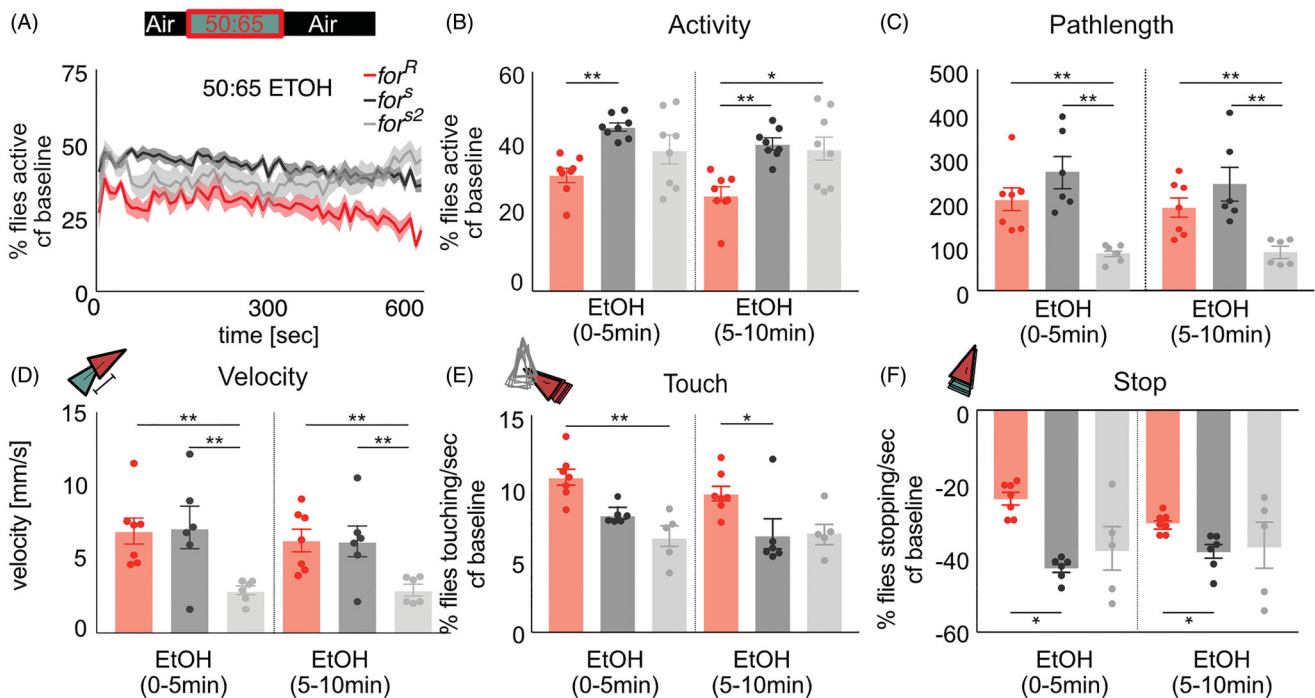 (A)
Air 50:65 Air
50:65 ETOH
forR
fors
fors2
% flies active
cf baseline
75
50
25
0
0 300 600
time [sec]
(B) Activity
% flies active
cf baseline
60
40
20
0
** ** *
EtOH EtOH
(0-5min) (5-10min)
(C) Pathlength
500
400
300
200
100
0
** ** ** **
EtOH EtOH
(0-5min) (5-10min)
(D) Velocity
velocity [mm/s]
15
10
5
0
** ** ** **
EtOH EtOH
(0-5min) (5-10min)
(E) Touch
% flies touching/sec
cf baseline
15
10
5
0
** *
EtOH EtOH
(0-5min) (5-10min)
(F) Stop
% flies stopping/sec
cf baseline
0
-20
-40
-60
* *
EtOH EtOH
(0-5min) (5-10min)